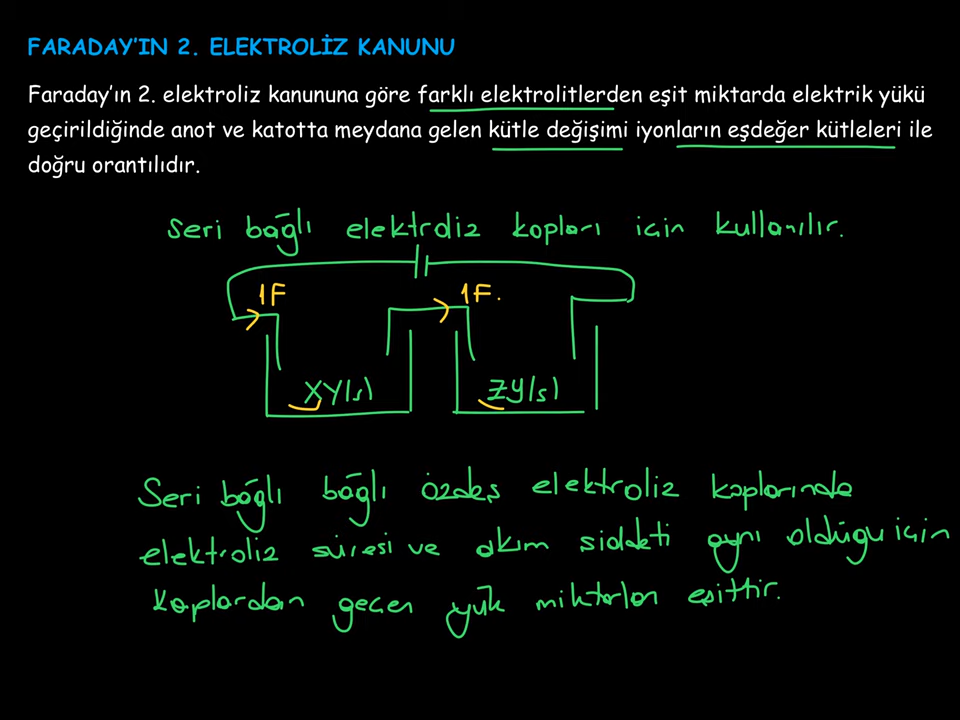 FARADAY'IN 2. ELEKTROLİZ KANUNU
Faraday'ın 2. elektroliz kanununa göre farklı elektrolitlerden eşit miktarda elektrik yükü
geçirildiğinde anot ve katotta meydana gelen kütle değişimi iyonların eşdeğer kütleleri ile
doğru orantılıdır.
Seri bağlı elektroliz kapları için kullanılır.
1F 1F.
XY(s) ZY(s)
Seri bağlı bağlı özdeş elektroliz kaplarında
elektroliz süresi ve akım şiddeti aynı olduğu için
kaplardan geçen yük miktarları eşittir.